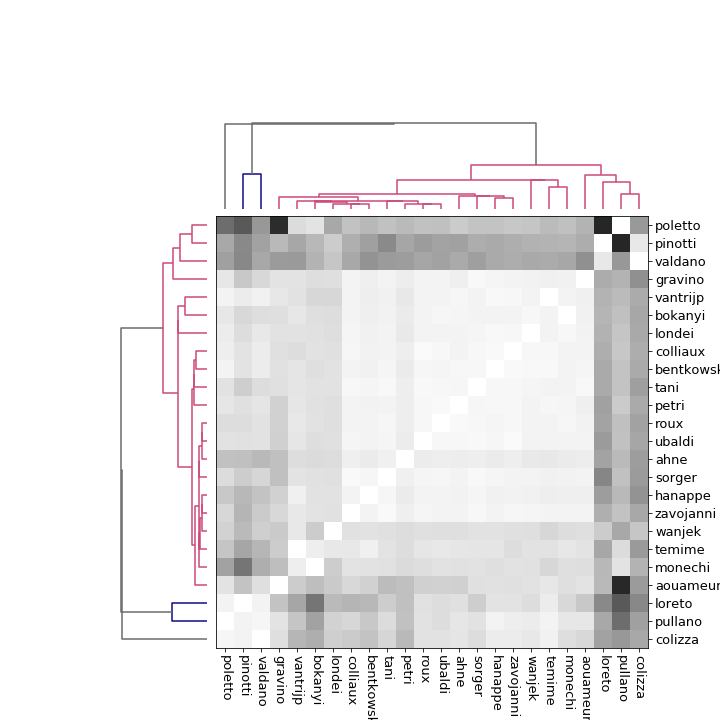 poletto
pinotti
valdano
gravino
vantrijp
bokanyi
londei
colliaux
bentkowsk
tani
petri
roux
ubaldi
ahne
sorger
hanappe
zavojanni
wanjek
temime
monechi
aouameur
loreto
pullano
colizza
poletto
pinotti
valdano
gravino
vantrijp
bokanyi
londei
colliaux
bentkowsk
tani
petri
roux
ubaldi
ahne
sorger
hanappe
zavojanni
wanjek
temime
monechi
aouameur
loreto
pullano
colizza